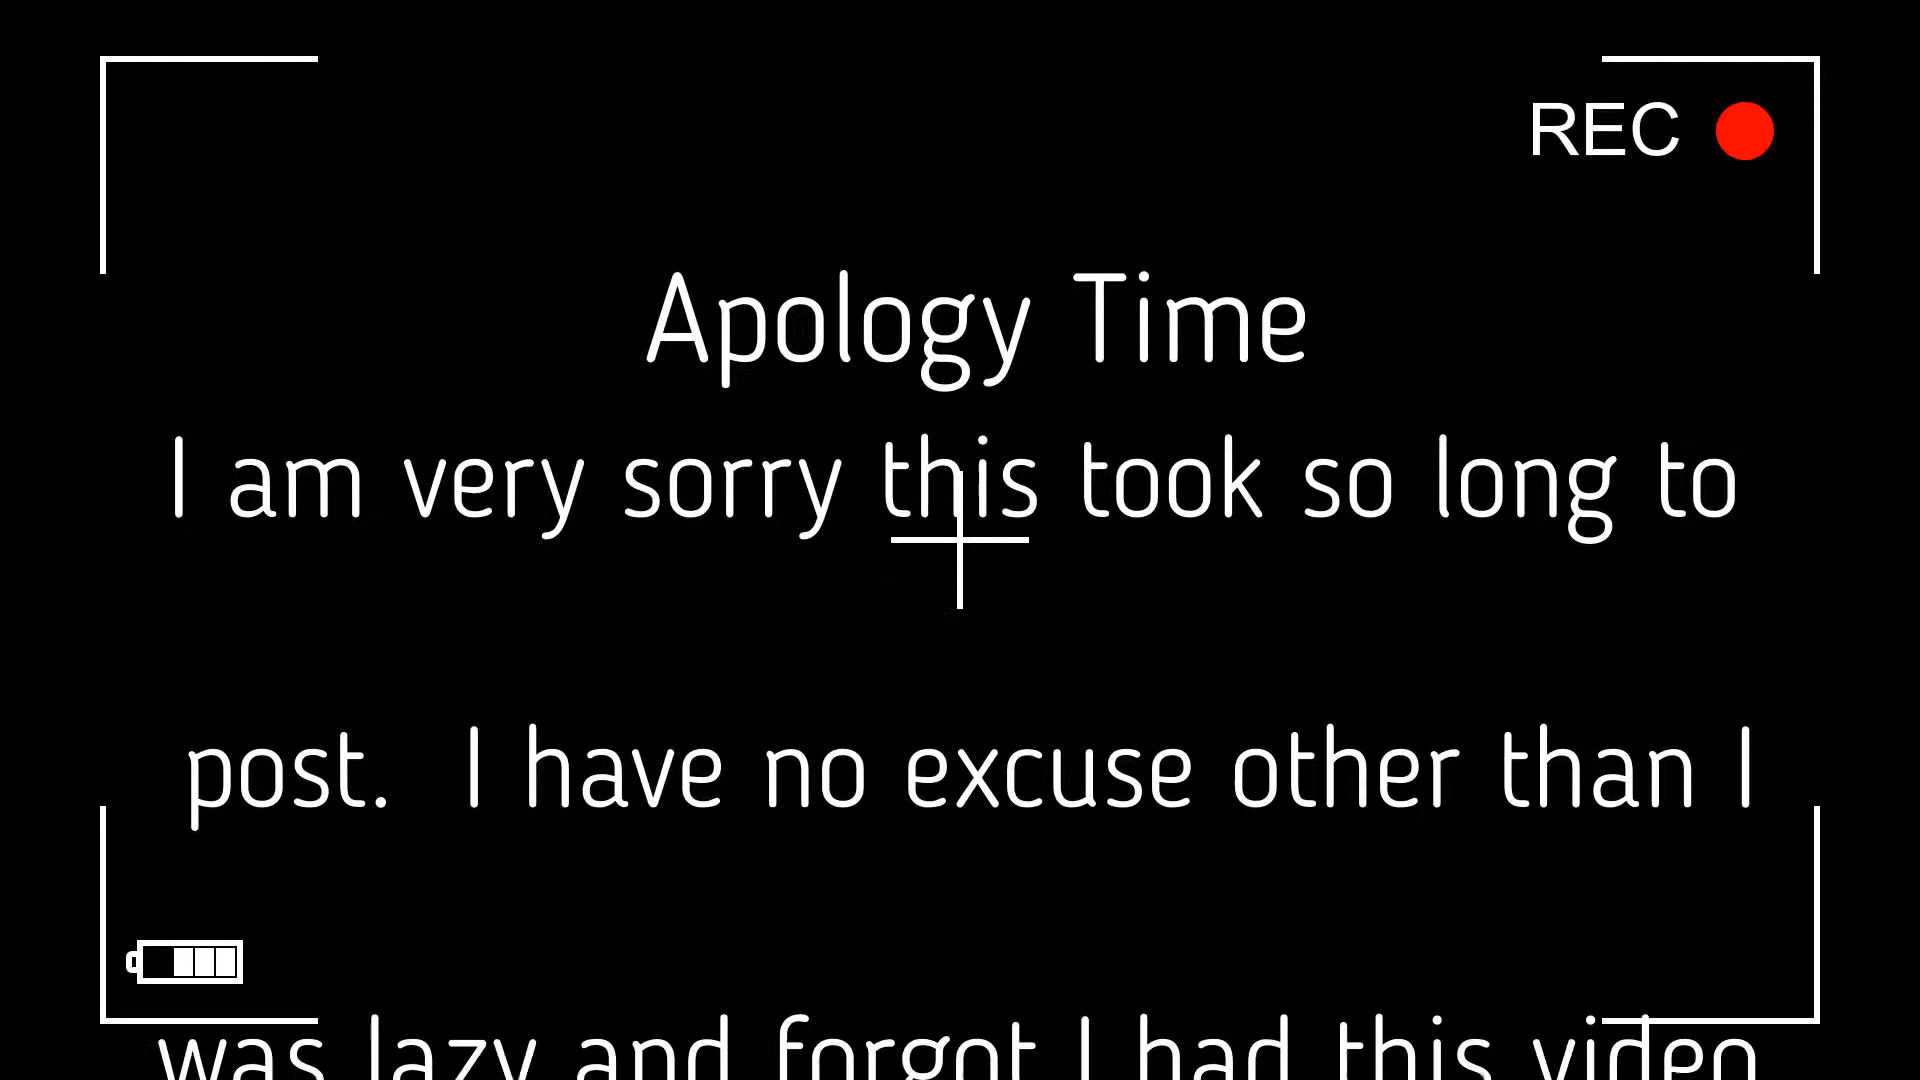 REC
Apology Time
I am very sorry this took so long to
post.  I have no excuse other than I
was lazy and forgot I had this video